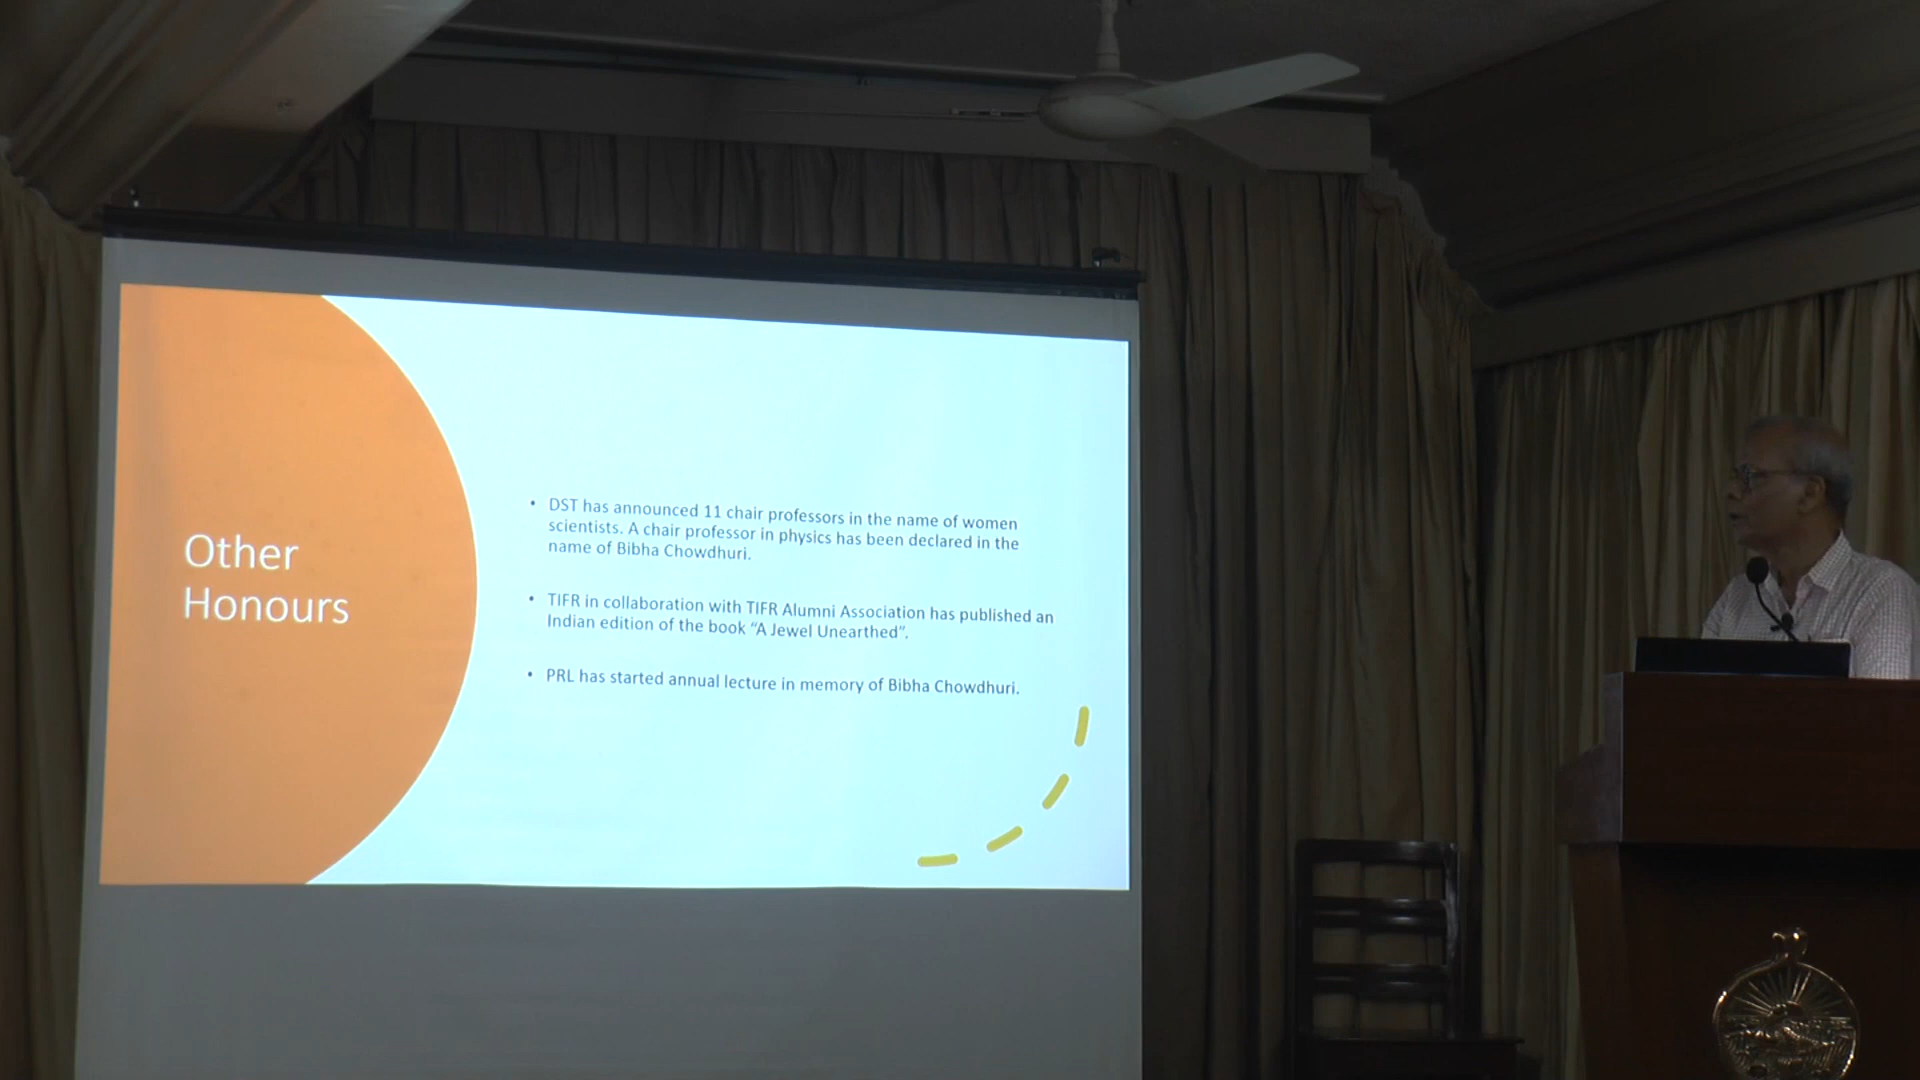 Other
Honours
• DST has announced 11 chair professors in the name of women
scientists. A chair professor in physics has been declared in the
name of Bibha Chowdhuri.
• TIFR in collaboration with TIFR Alumni Association has published an
Indian edition of the book “A Jewel Unearthed”.
• PRL has started annual lecture in memory of Bibha Chowdhuri.